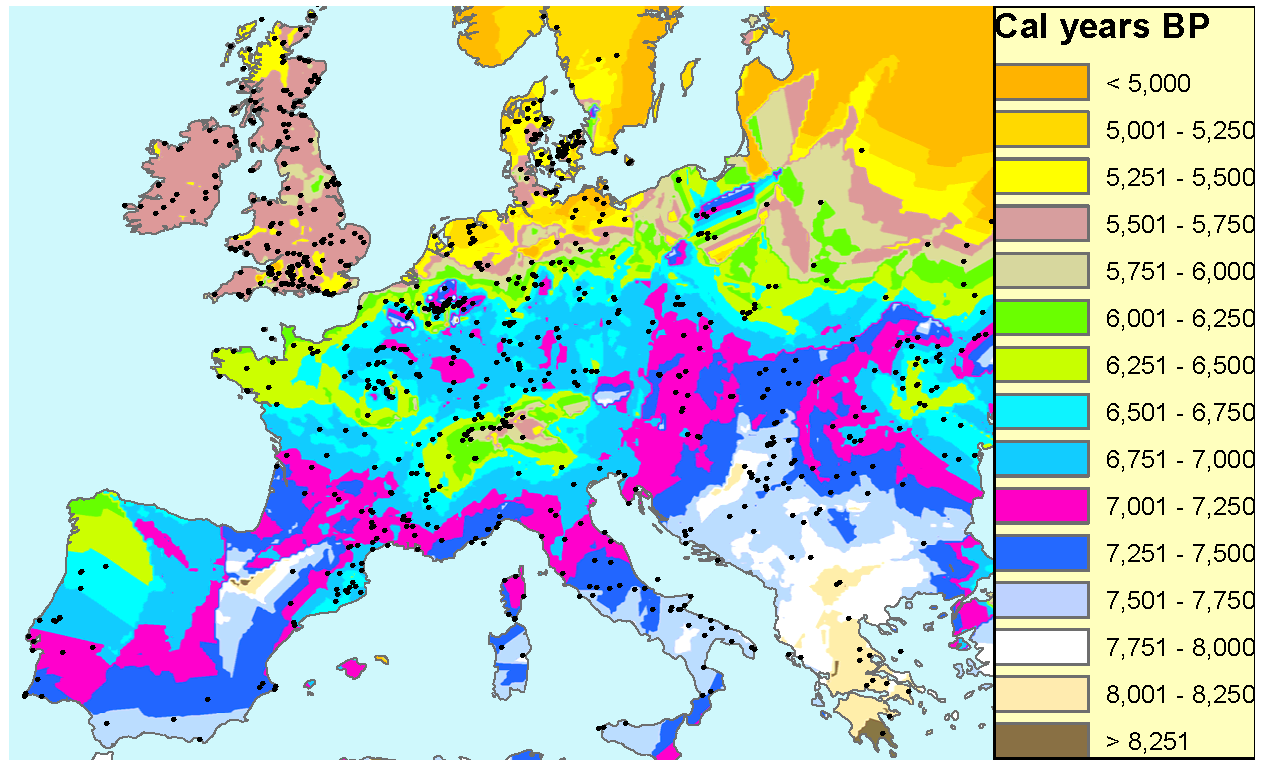 Cal years BP
< 5,000
5,001 - 5,250
5,251 - 5,500
5,501 - 5,750
5,751 - 6,000
6,001 - 6,250
6,251 - 6,500
6,501 - 6,750
6,751 - 7,000
7,001 - 7,250
7,251 - 7,500
7,501 - 7,750
7,751 - 8,000
8,001 - 8,250
> 8,251